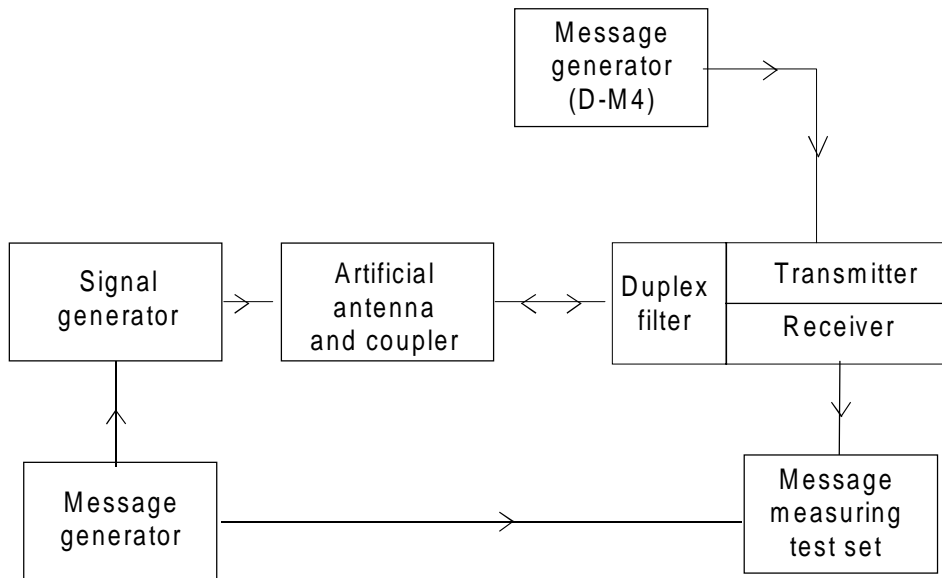 Message
generator
(D-M4)
Signal
generator
Artificial
antenna
and coupler
Duplex
filter
Transmitter
Receiver
Message
generator
Message
measuring
test set